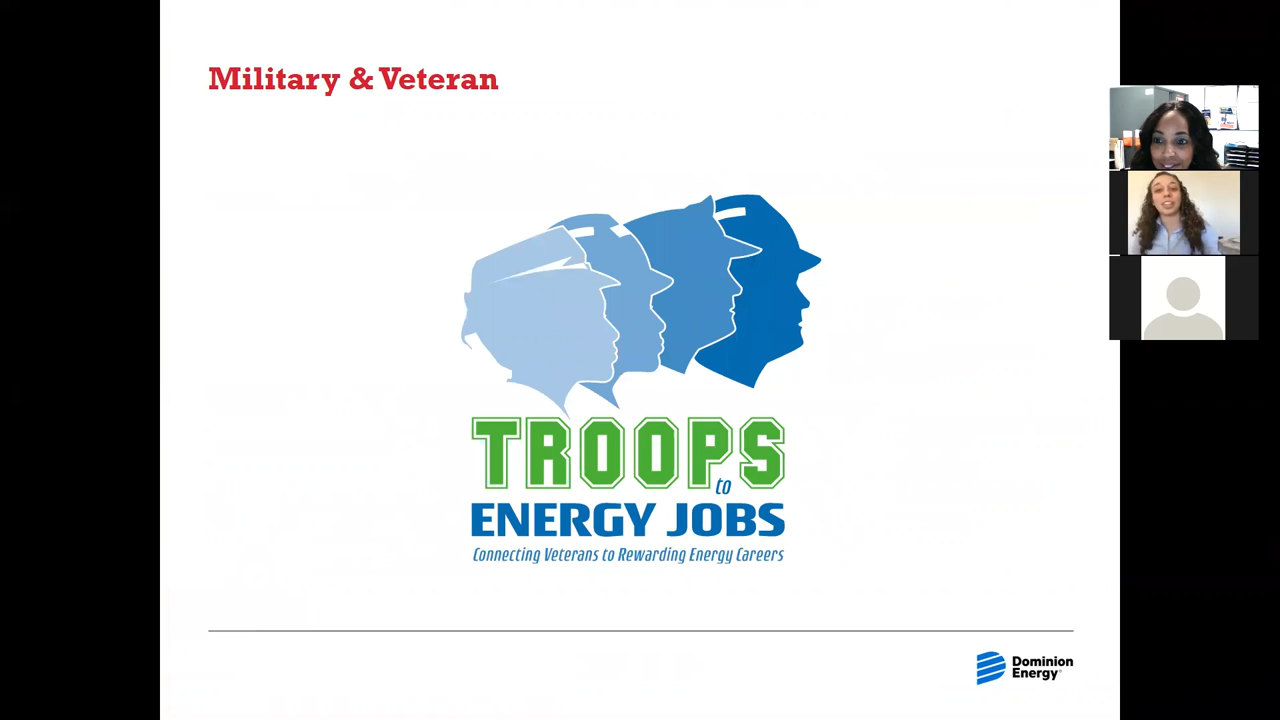 Military & Veteran
TROOPS
to
ENERGY JOBS
Connecting Veterans to Rewarding Energy Careers
Dominion
Energy®